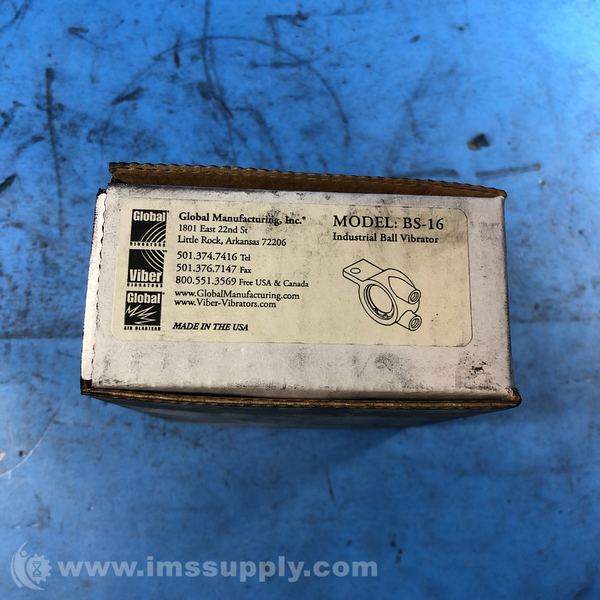 Global
VIBRATORS
Viber
VIBRATORS
Global
AIR BLASTERS
Global Manufacturing, Inc.®
1801 East 22nd St
Little Rock, Arkansas 72206
501.374.7416 Tel
501.376.7147 Fax
800.551.3569 Free USA & Canada
www.GlobalManufacturing.com
www.Viber-Vibrators.com
MADE IN THE USA
MODEL: BS-16
Industrial Ball Vibrator
www.imssupply.com